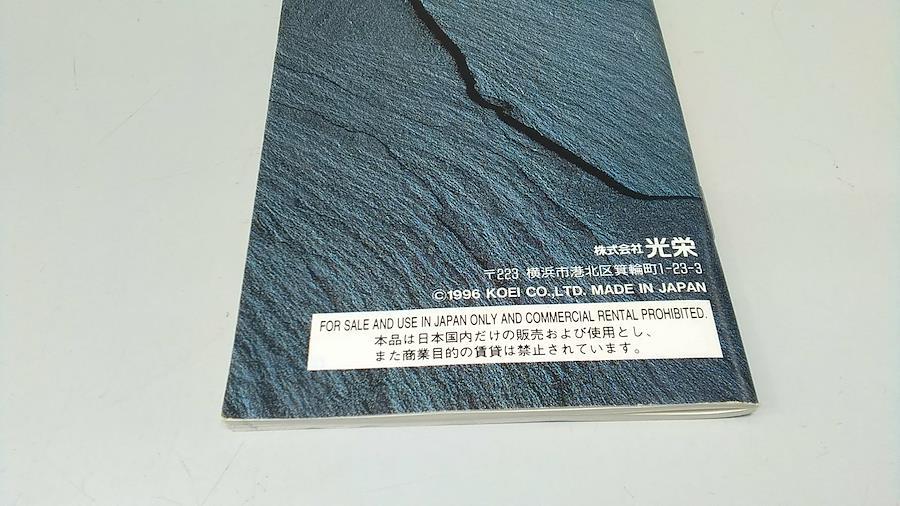 株式会社 光栄
〒223 横浜市港北区箕輪町1-23-3
©1996 KOEI CO.,LTD. MADE IN JAPAN
FOR SALE AND USE IN JAPAN ONLY AND COMMERCIAL RENTAL PROHIBITED.
本品は日本国内だけの販売および使用とし、
また商業目的の賃貸は禁止されています。